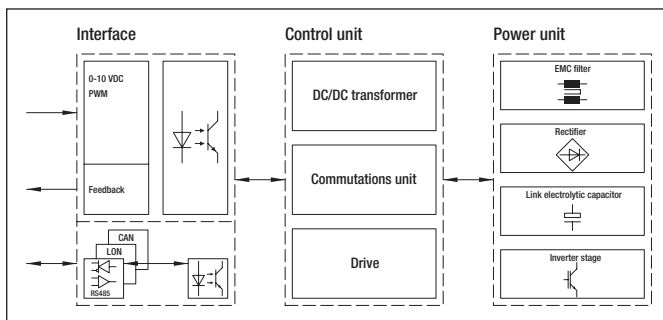 Interface
Control unit
Power unit
0-10 VDC
PWM
Feedback
CAN
LON
RS485
DC/DC transformer
Commutations unit
Drive
EMC filter
Rectifier
Link electrolytic capacitor
Inverter stage